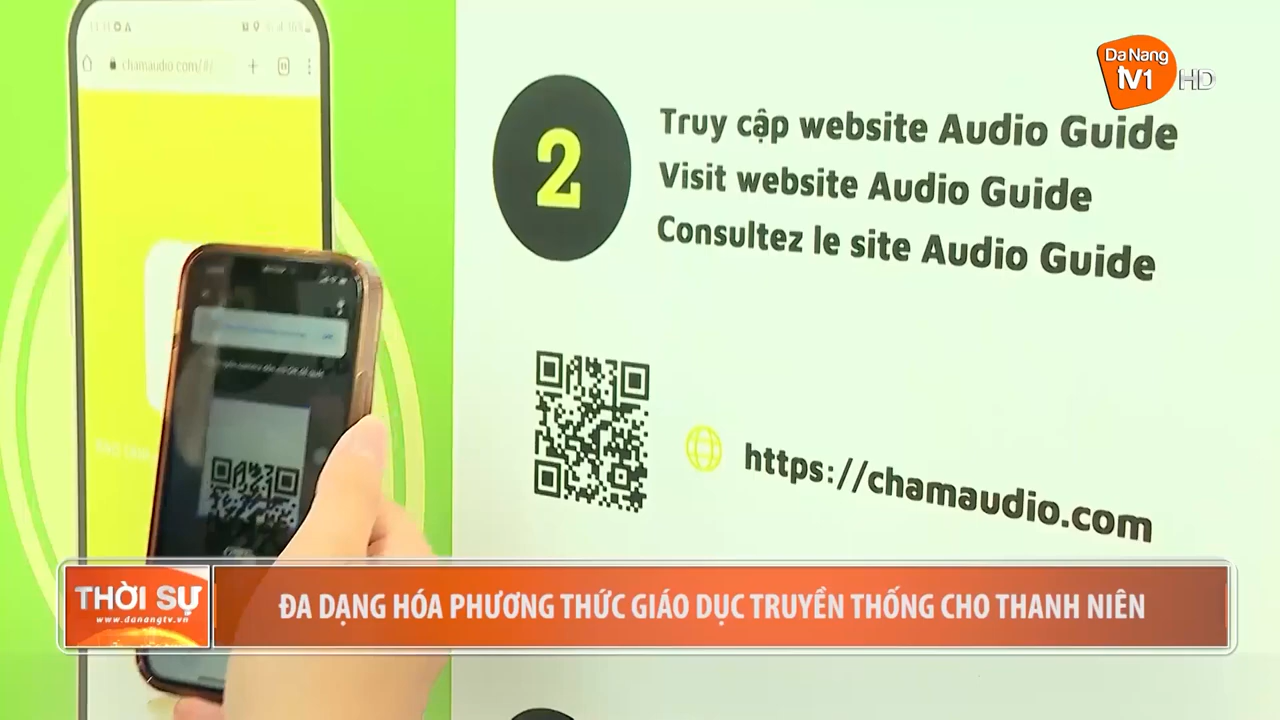 Da Nang
tv1 HD
chamaudio.com/#/
2
Truy cập website Audio Guide
Visit website Audio Guide
Consultez le site Audio Guide
https://chamaudio.com
THỜI SỰ
www.danangtv.vn
ĐA DẠNG HÓA PHƯƠNG THỨC GIÁO DỤC TRUYỀN THỐNG CHO THANH NIÊN